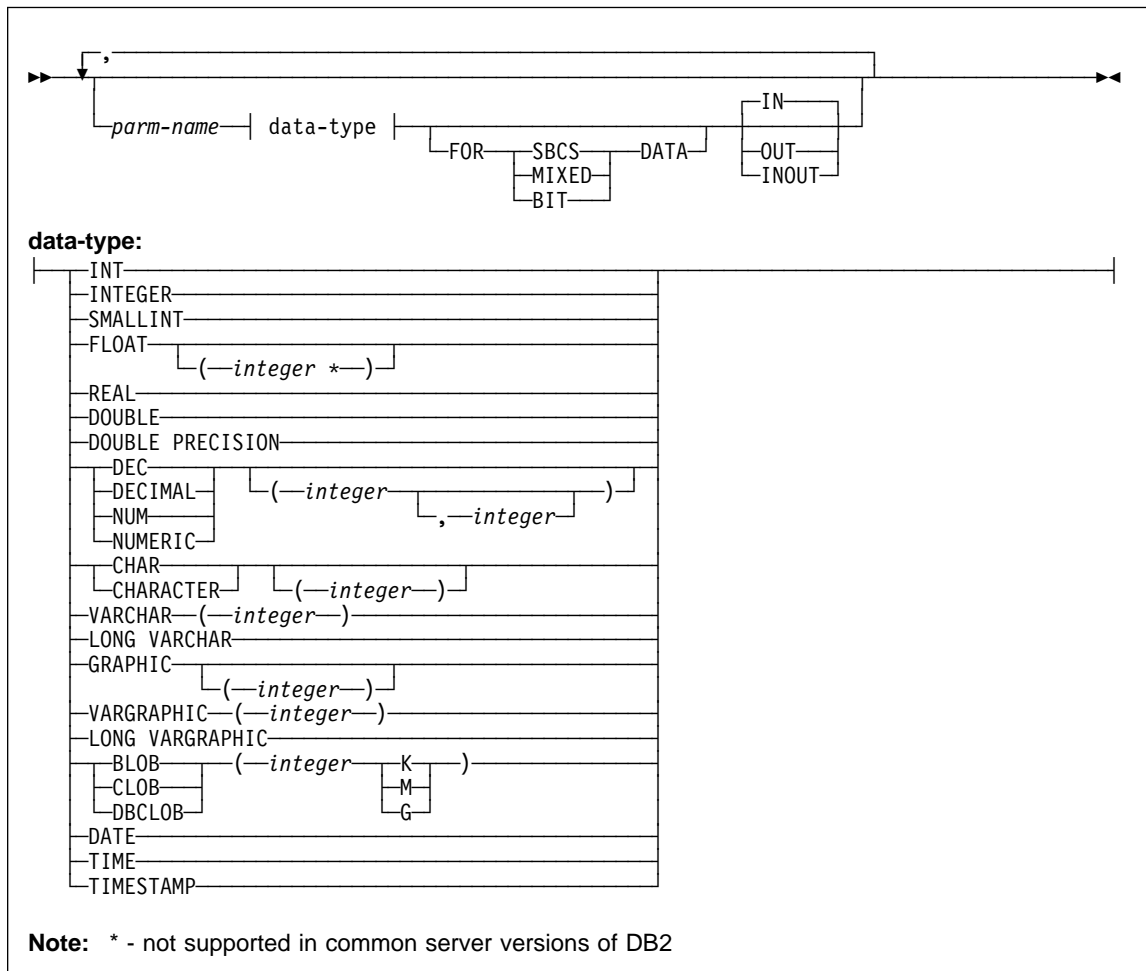 ,
IN
parm-name data-type
FOR SBCS DATA OUT
MIXED INOUT
BIT
data-type:
INT
INTEGER
SMALLINT
FLOAT
(integer *)
REAL
DOUBLE
DOUBLE PRECISION
DEC
DECIMAL (integer )
NUM , integer
NUMERIC
CHAR
CHARACTER (integer)
VARCHAR (integer)
LONG VARCHAR
GRAPHIC
(integer)
VARGRAPHIC (integer)
LONG VARGRAPHIC
BLOB (integer K )
CLOB M
DBCLOB G
DATE
TIME
TIMESTAMP
Note: * - not supported in common server versions of DB2